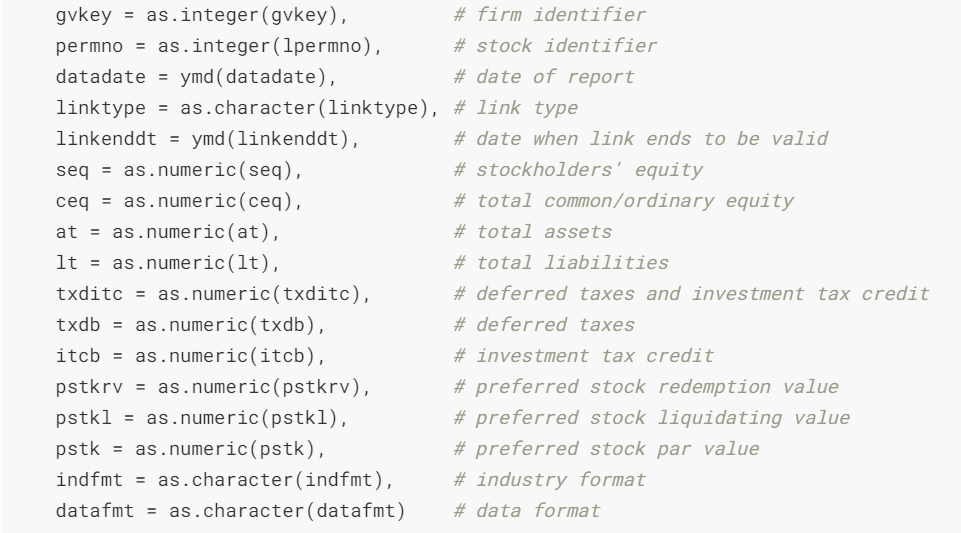 gvkey = as.integer(gvkey),         # firm identifier
permno = as.integer(lpermno),      # stock identifier
datadate = ymd(datadate),          # date of report
linktype = as.character(linktype), # link type
linkenddt = ymd(linkenddt),        # date when link ends to be valid
seq = as.numeric(seq),             # stockholders' equity
ceq = as.numeric(ceq),             # total common/ordinary equity
at = as.numeric(at),               # total assets
lt = as.numeric(lt),               # total liabilities
txditc = as.numeric(txditc),       # deferred taxes and investment tax credit
txdb = as.numeric(txdb),           # deferred taxes
itcb = as.numeric(itcb),           # investment tax credit
pstkrv = as.numeric(pstkrv),       # preferred stock redemption value
pstkl = as.numeric(pstkl),         # preferred stock liquidating value
pstk = as.numeric(pstk),           # preferred stock par value
indfmt = as.character(indfmt),     # industry format
datafmt = as.character(datafmt)    # data format